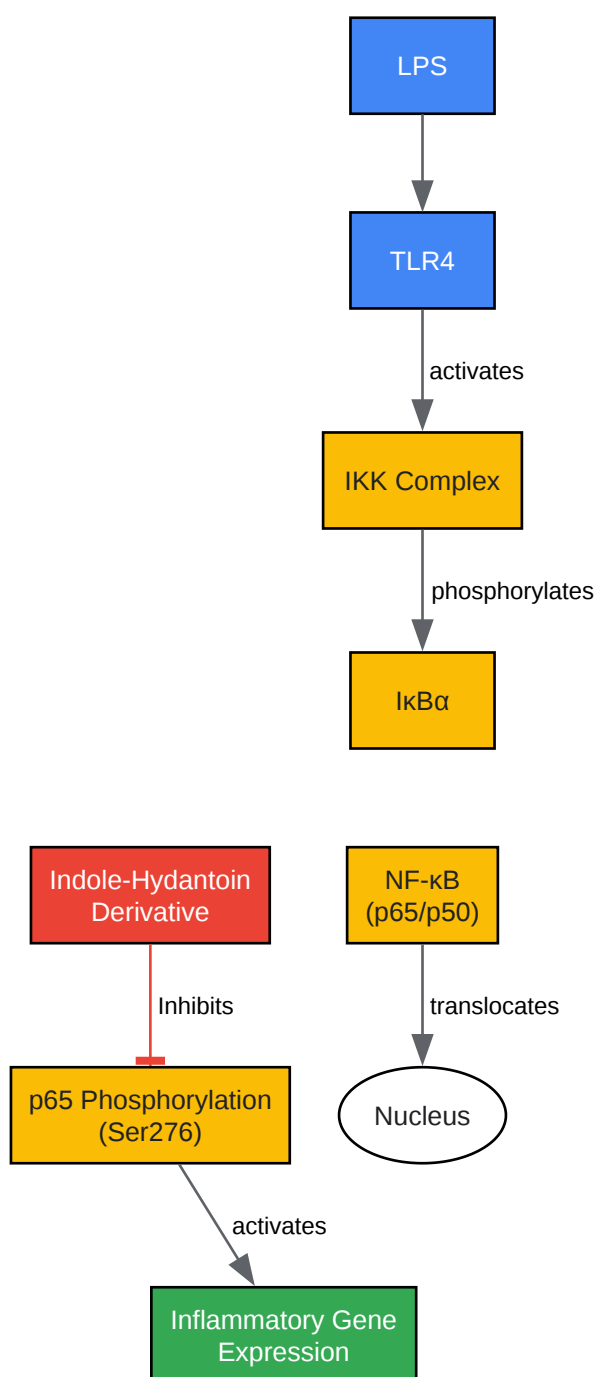 LPS
TLR4
activates
IKK Complex
phosphorylates
IκBα
Indole-Hydantoin
Derivative
NF-κB
(p65/p50)
Inhibits
translocates
p65 Phosphorylation
(Ser276)
Nucleus
activates
Inflammatory Gene
Expression